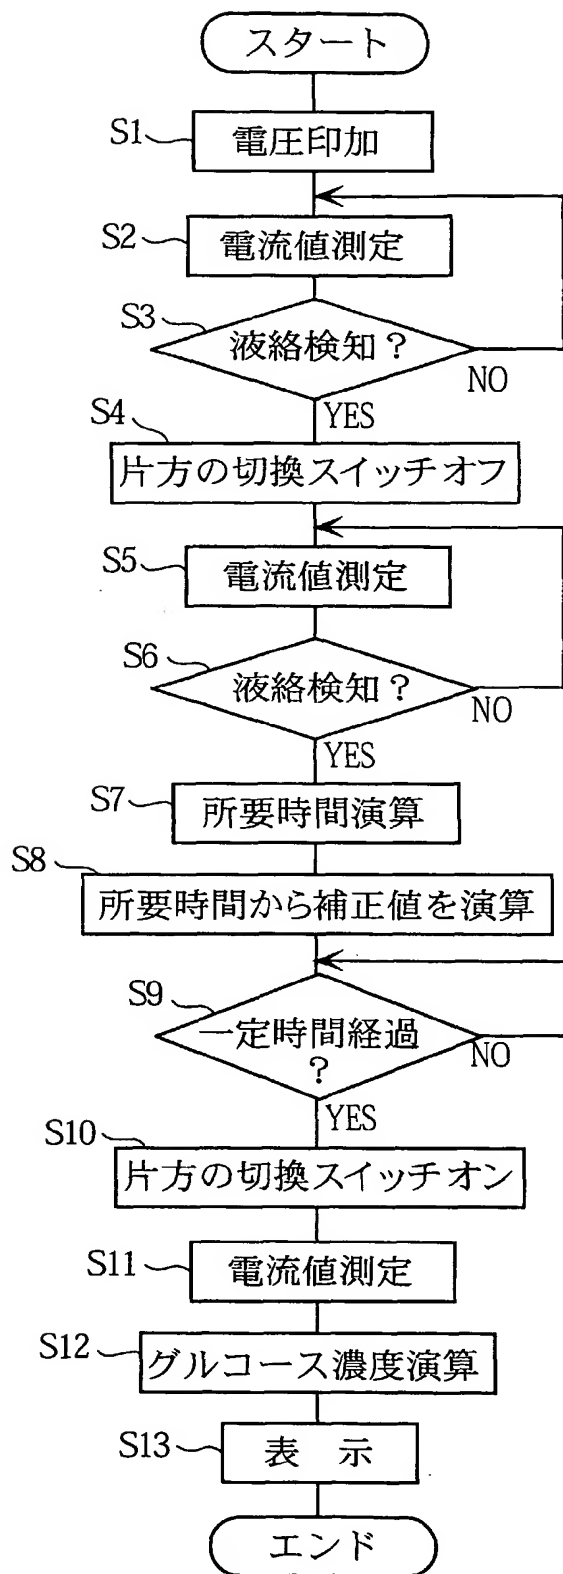 スタート
S1
電圧印加
S2
電流値測定
S3
液絡検知?
NO
YES
S4
片方の切換スイッチオフ
S5
電流値測定
S6
液絡検知?
NO
YES
S7
所要時間演算
S8
所要時間から補正値を演算
S9
一定時間経過
?
NO
YES
S10
片方の切換スイッチオン
S11
電流値測定
S12
グルコース濃度演算
S13
表 示
エンド